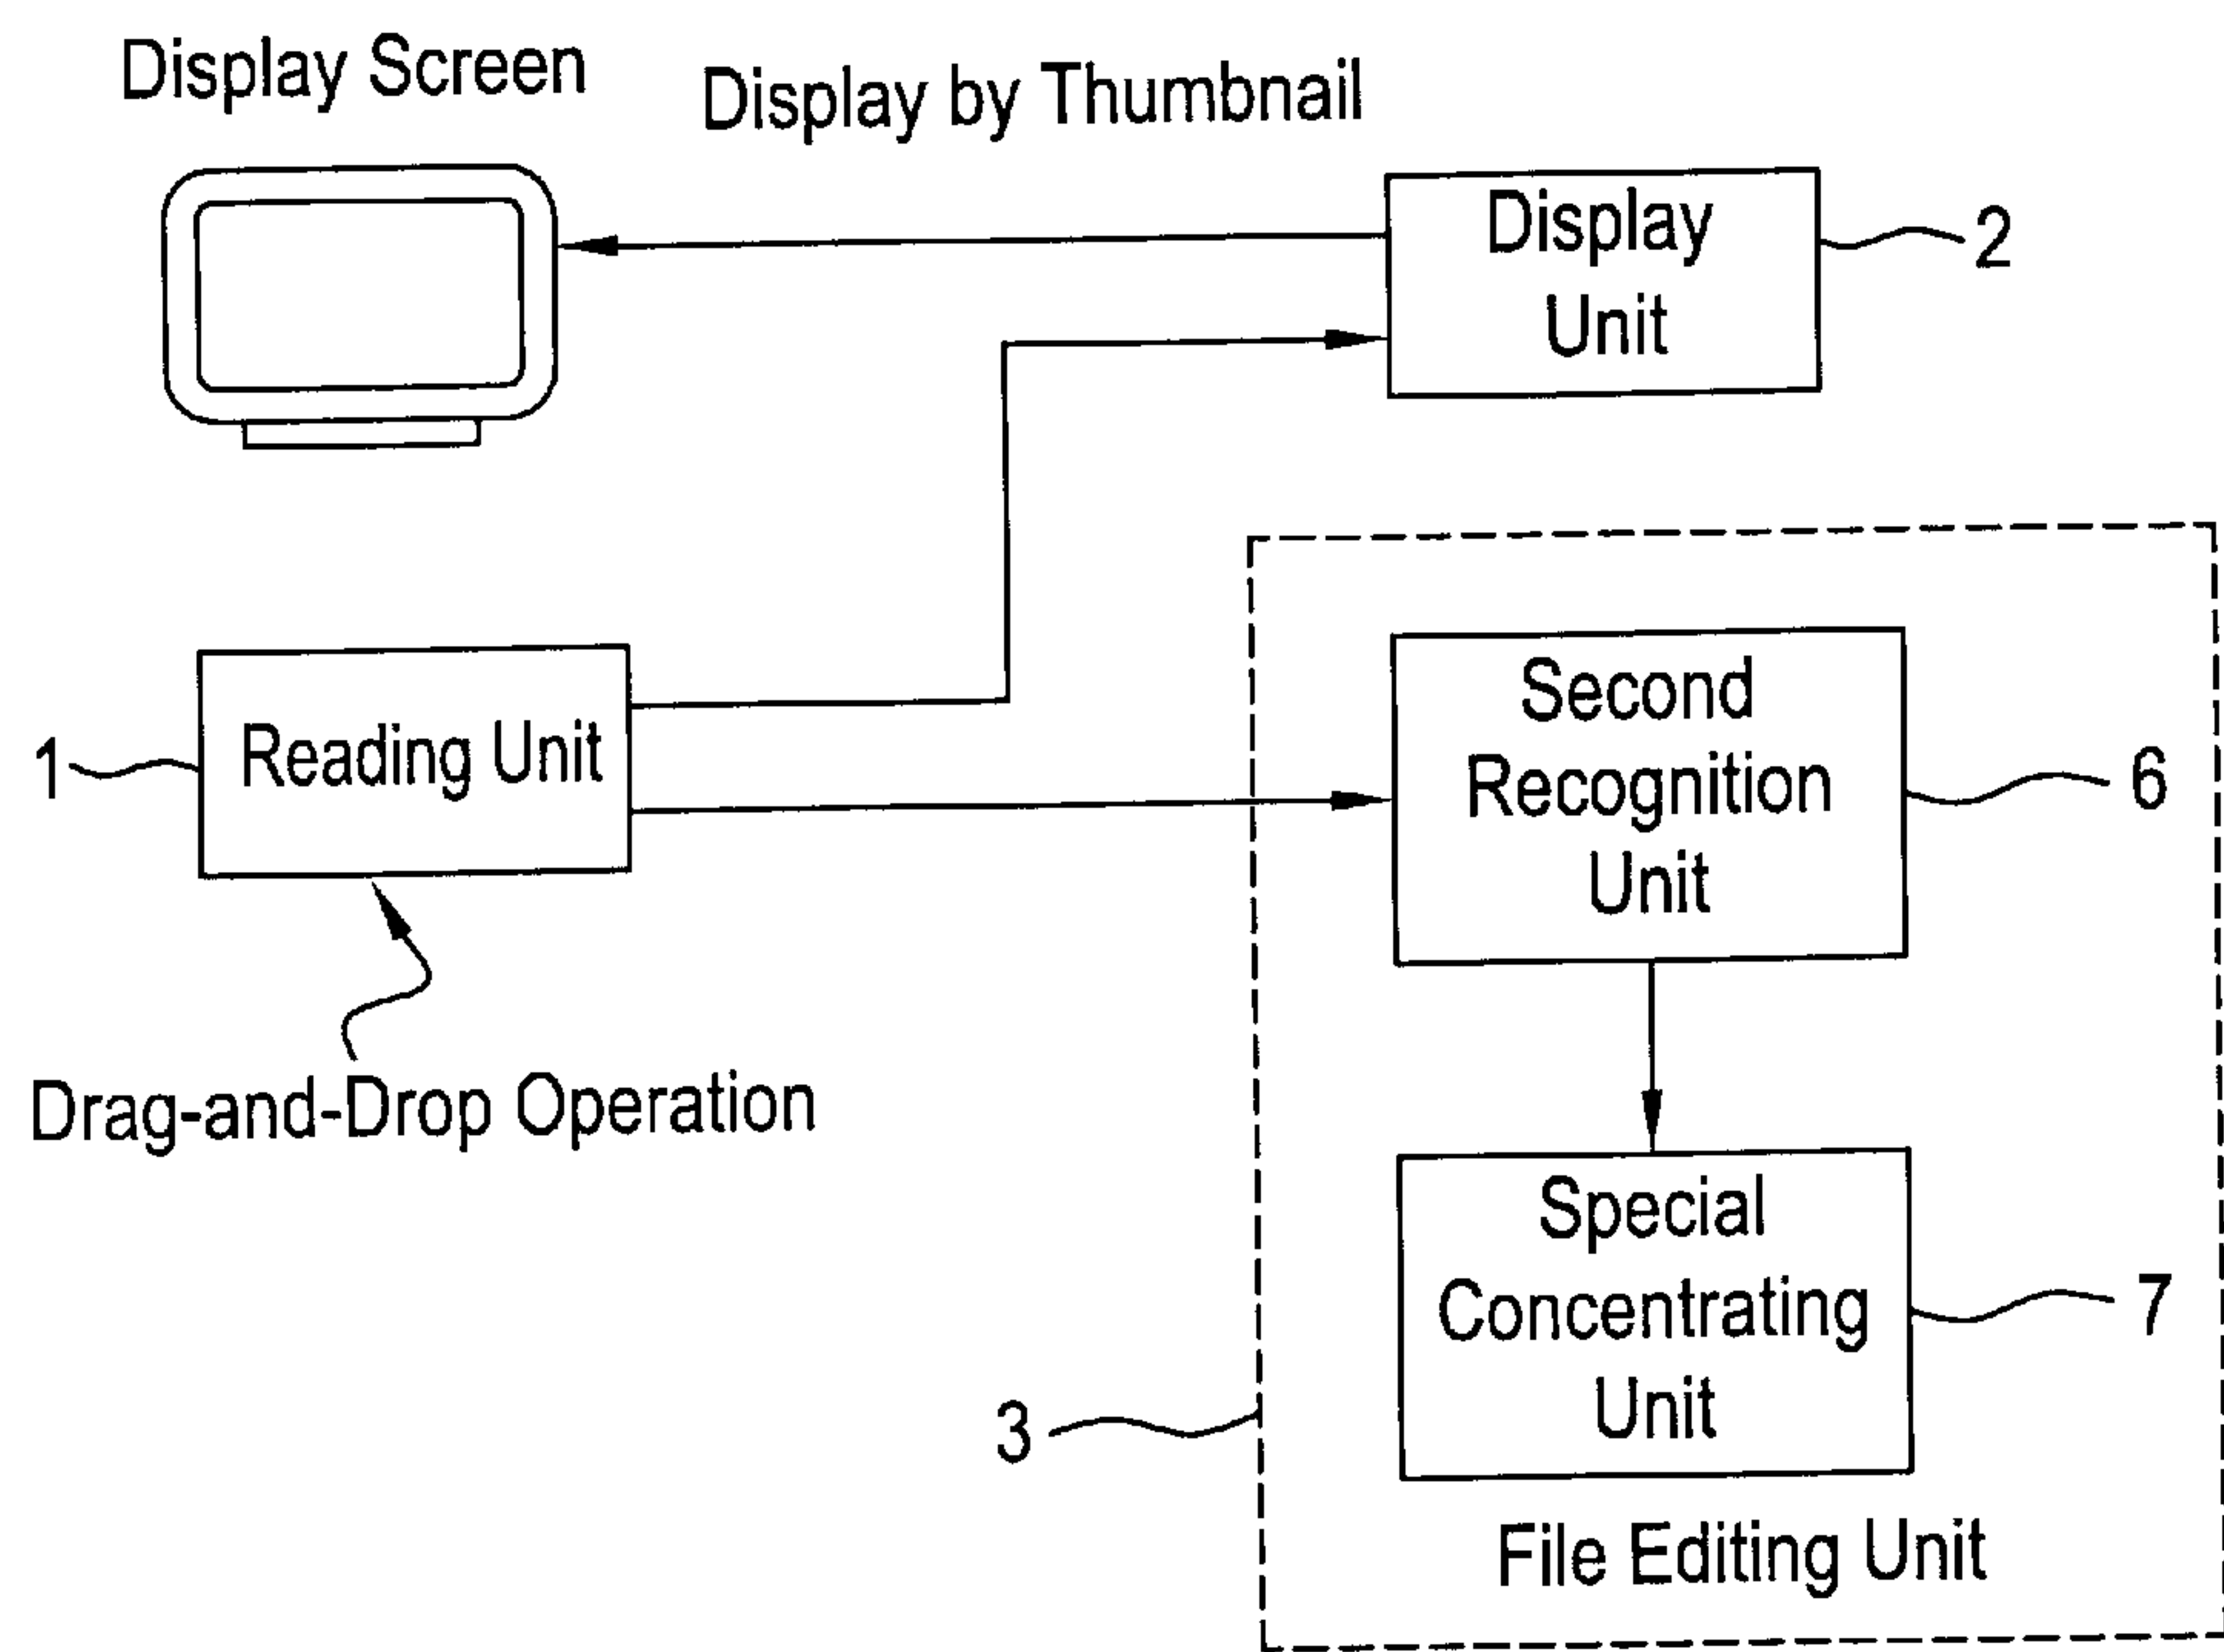 Display Screen
Display by Thumbnail
Display
Unit
2
1
Reading Unit
Second
Recognition
Unit
6
Drag-and-Drop Operation
Special
Concentrating
Unit
7
3
File Editing Unit